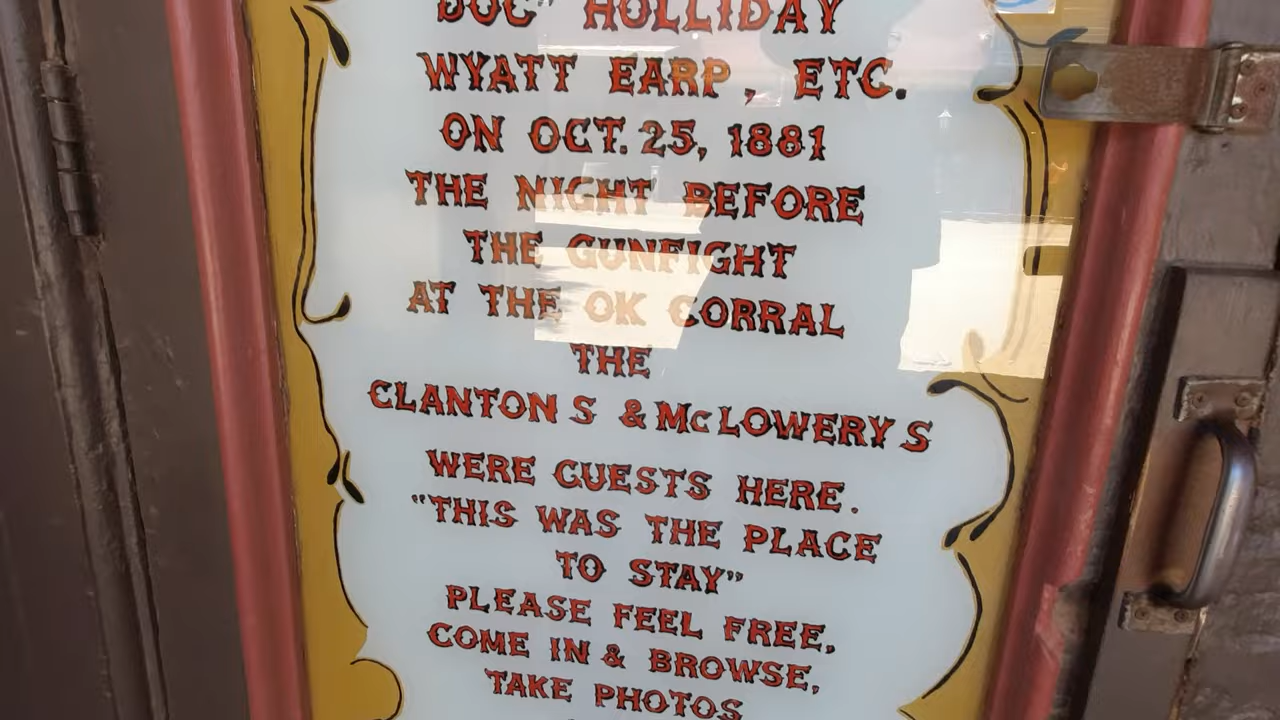 "DOC" HOLLIDAY
WYATT EARP, ETC.
ON OCT. 25, 1881
THE NIGHT BEFORE
THE GUNFIGHT
AT THE OK CORRAL
THE
CLANTONS & McLOWERYS
WERE GUESTS HERE.
"THIS WAS THE PLACE
TO STAY"
PLEASE FEEL FREE,
COME IN & BROWSE,
TAKE PHOTOS